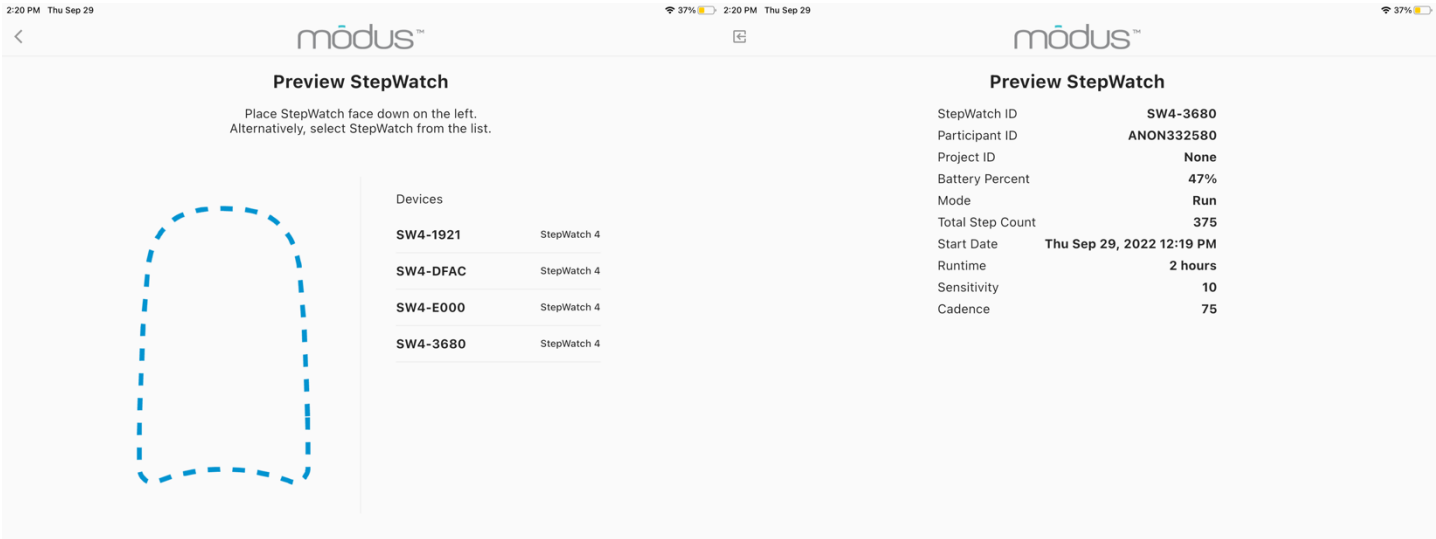 2:20 PM Thu Sep 29
37%
mōdus™
Preview StepWatch
Place StepWatch face down on the left.
Alternatively, select StepWatch from the list.
Devices
SW4-1921 StepWatch 4
SW4-DFAC StepWatch 4
SW4-E000 StepWatch 4
SW4-3680 StepWatch 4
2:20 PM Thu Sep 29
37%
mōdus™
Preview StepWatch
StepWatch ID SW4-3680
Participant ID ANON332580
Project ID None
Battery Percent 47%
Mode Run
Total Step Count 375
Start Date Thu Sep 29, 2022 12:19 PM
Runtime 2 hours
Sensitivity 10
Cadence 75